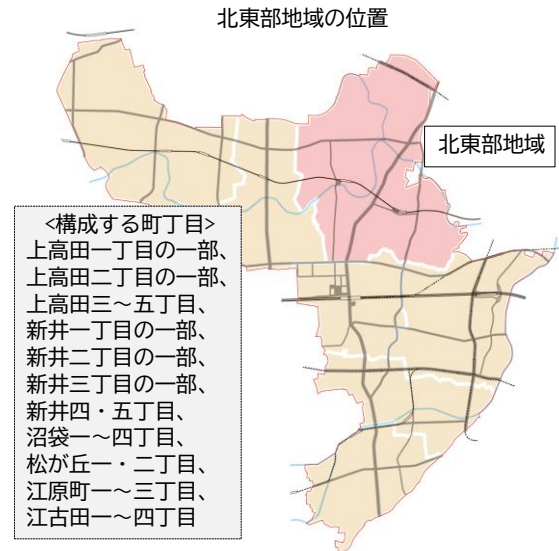 北東部地域の位置
北東部地域
<構成する町丁目>
上高田一丁目の一部、
上高田二丁目の一部、
上高田三～五丁目、
新井一丁目の一部、
新井二丁目の一部、
新井三丁目の一部、
新井四・五丁目、
沼袋一～四丁目、
松が丘一・二丁目、
江原町一～三丁目、
江古田一～四丁目